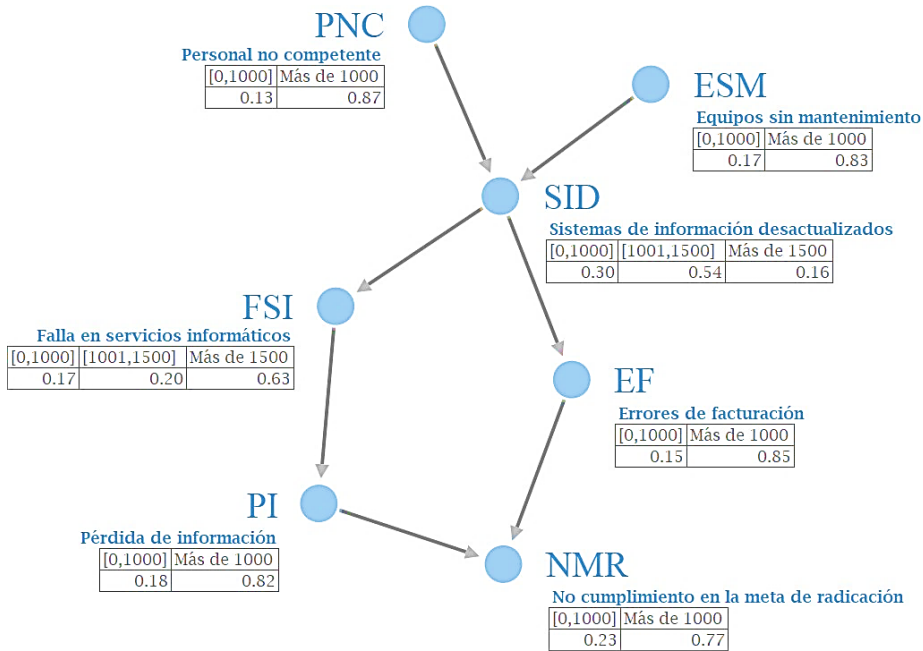 PNC
Personal no competente
[0,1000] Más de 1000
0.13 0.87
ESM
Equipos sin mantenimiento
[0,1000] Más de 1000
0.17 0.83
SID
Sistemas de información desactualizados
[0,1000] [1001,1500] Más de 1500
0.30 0.54 0.16
FSI
Falla en servicios informáticos
[0,1000] [1001,1500] Más de 1500
0.17 0.20 0.63
EF
Errores de facturación
[0,1000] Más de 1000
0.15 0.85
PI
Pérdida de información
[0,1000] Más de 1000
0.18 0.82
NMR
No cumplimiento en la meta de radicación
[0,1000] Más de 1000
0.23 0.77